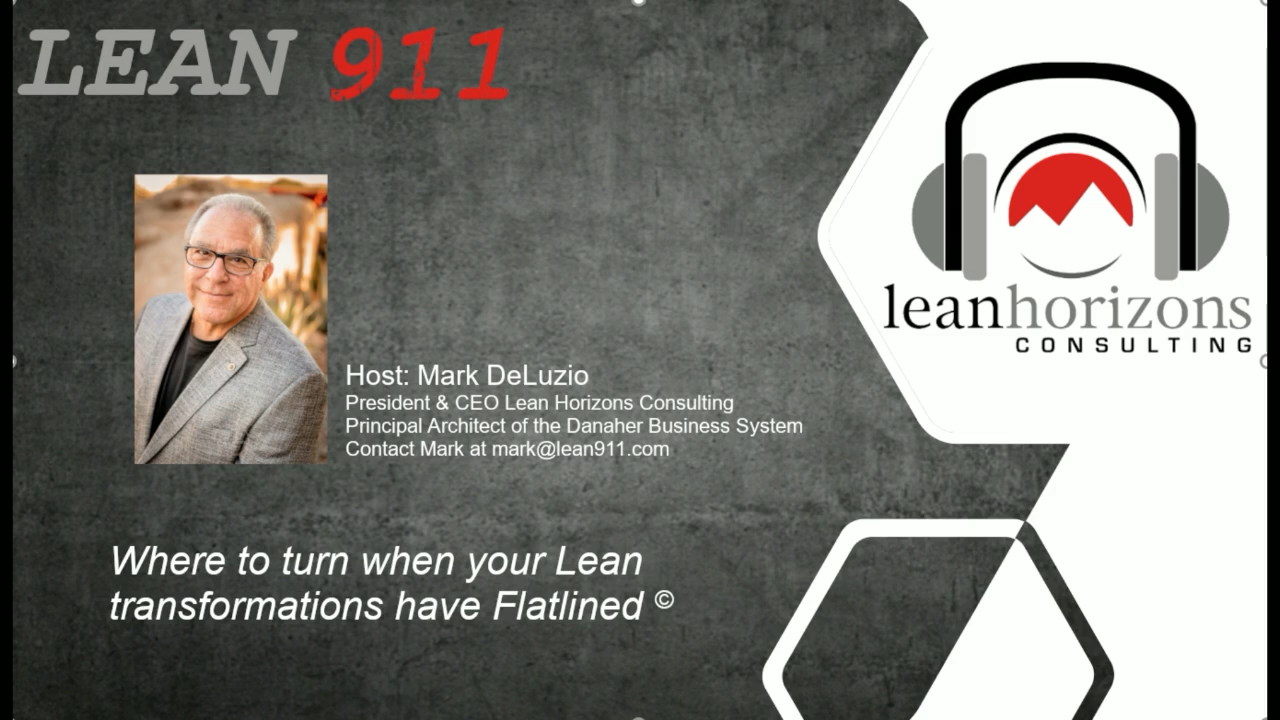 LEAN 911
leanhorizons
CONSULTING
Host: Mark DeLuzio
President & CEO Lean Horizons Consulting
Principal Architect of the Danaher Business System
Contact Mark at mark@lean911.com
Where to turn when your Lean
transformations have Flatlined ©